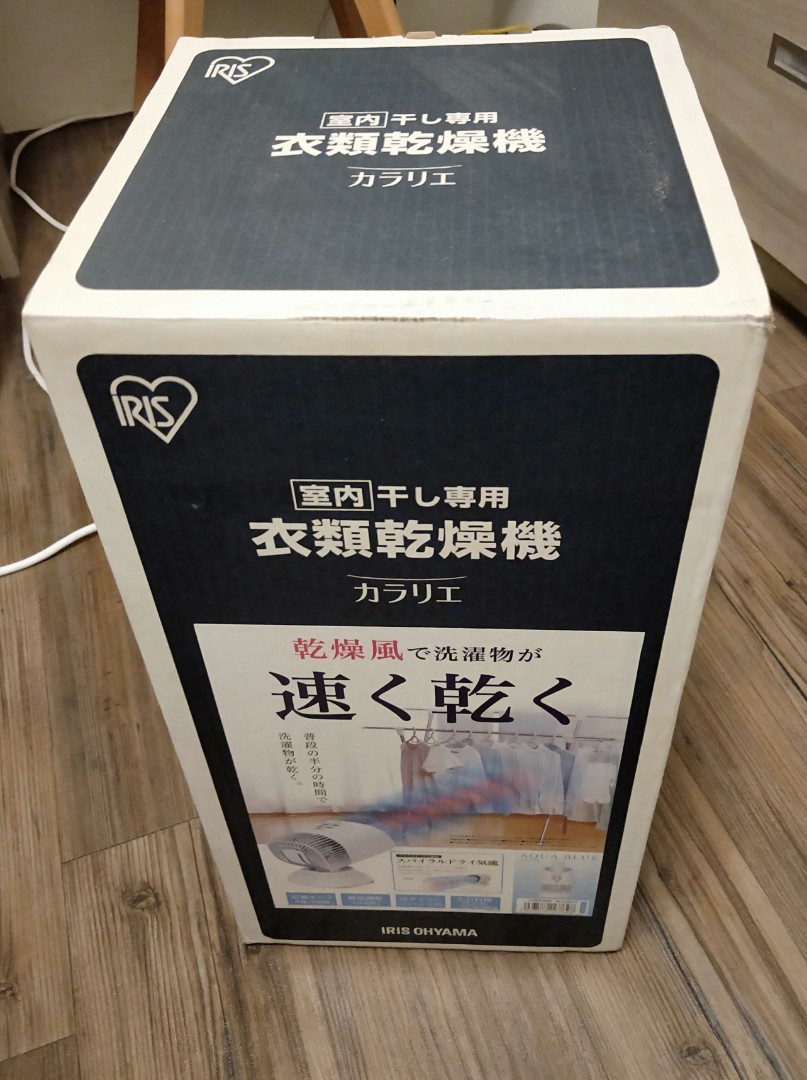 IRIS
室内干し専用
衣類乾燥機
カラリエ
IRIS
室内干し専用
衣類乾燥機
カラリエ
乾燥風で洗濯物が
速く乾く
普段の半分の時間で
洗濯物が乾く。
スパイラルドライ気流
AQUA BLUE
IRIS OHYAMA